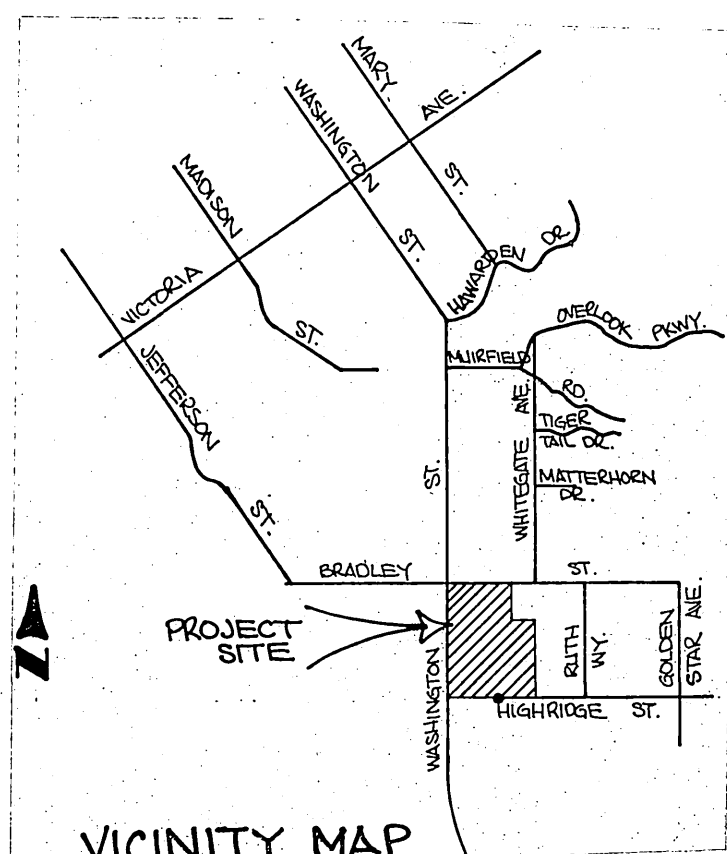 MARY
ST.
WASHINGTON
ST.
AVE.
VICTORIA
MADISON
ST.
JEFFERSON
ST.
HAWARDEN DR.
OVERLOOK PKWY.
MUIRFIELD
RD.
TIGER
TAIL DR.
WHITEGATE AVE.
MATTERHORN
DR.
ST.
BRADLEY
ST.
PROJECT
SITE
RUTH
WY.
GOLDEN
STAR AVE.
WASHINGTON
HIGHRIDGE ST.
N
VICINITY MAP